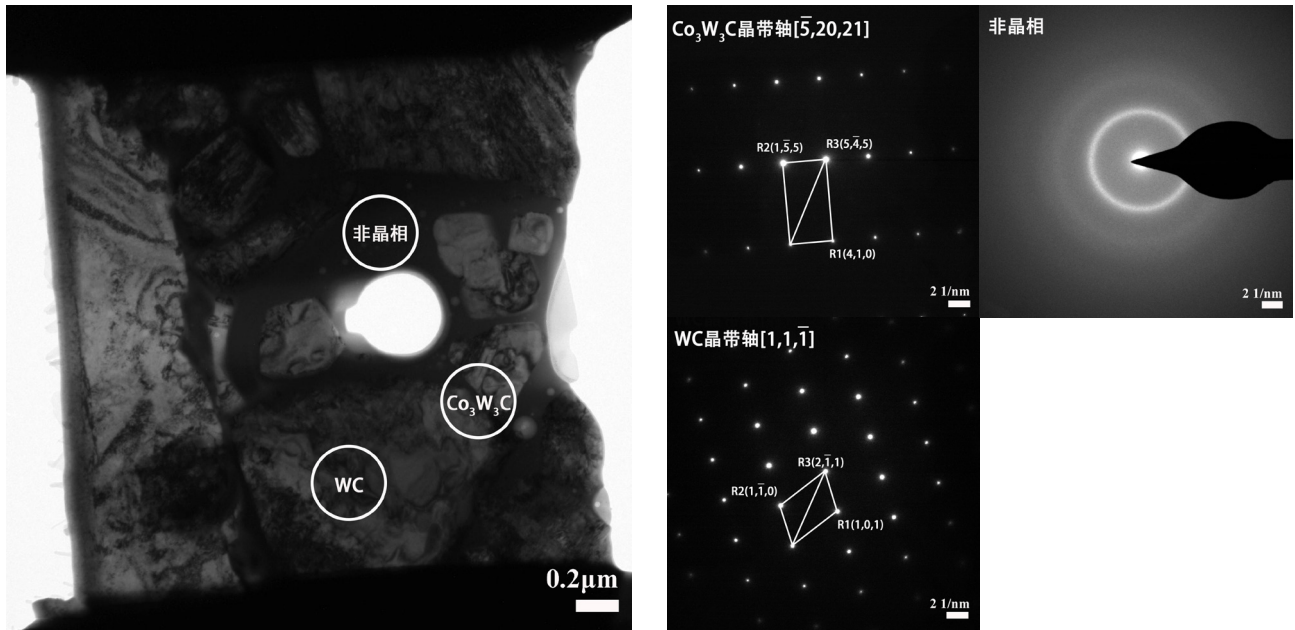 非晶相
Co₃W₃C
WC
0.2μm
Co₃W₃C晶带轴[5̅,20,21]
R2(1,5̅,5)
R3(5,4̅,5)
R1(4,1,0)
2 1/nm
非晶相
2 1/nm
WC晶带轴[1,1,1̅]
R3(2,1̅,1)
R2(1,1̅,0)
R1(1,0,1)
2 1/nm